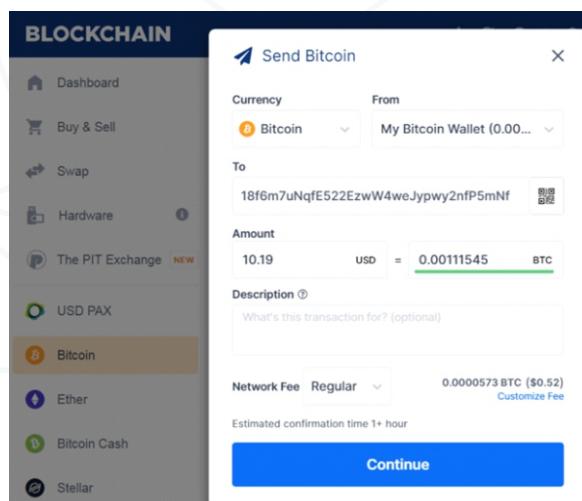 BLOCKCHAIN
Dashboard
Buy & Sell
Swap
Hardware
The PIT Exchange NEW
USD PAX
Bitcoin
Ether
Bitcoin Cash
Stellar
Send Bitcoin
Currency From
Bitcoin My Bitcoin Wallet (0.00...
To
18f6m7uNqfE522EzwW4weJypwy2nfP5mNf
Amount
10.19 USD = 0.00111545 BTC
Description
What's this transaction for? (optional)
Network Fee Regular 0.0000573 BTC ($0.52)
Customize Fee
Estimated confirmation time 1+ hour
Continue